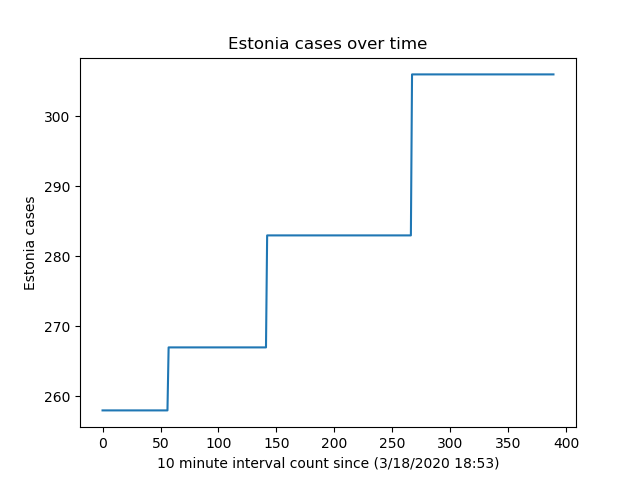 Estonia cases over time
300
290
280
270
260
Estonia cases
0 50 100 150 200 250 300 350 400
10 minute interval count since (3/18/2020 18:53)